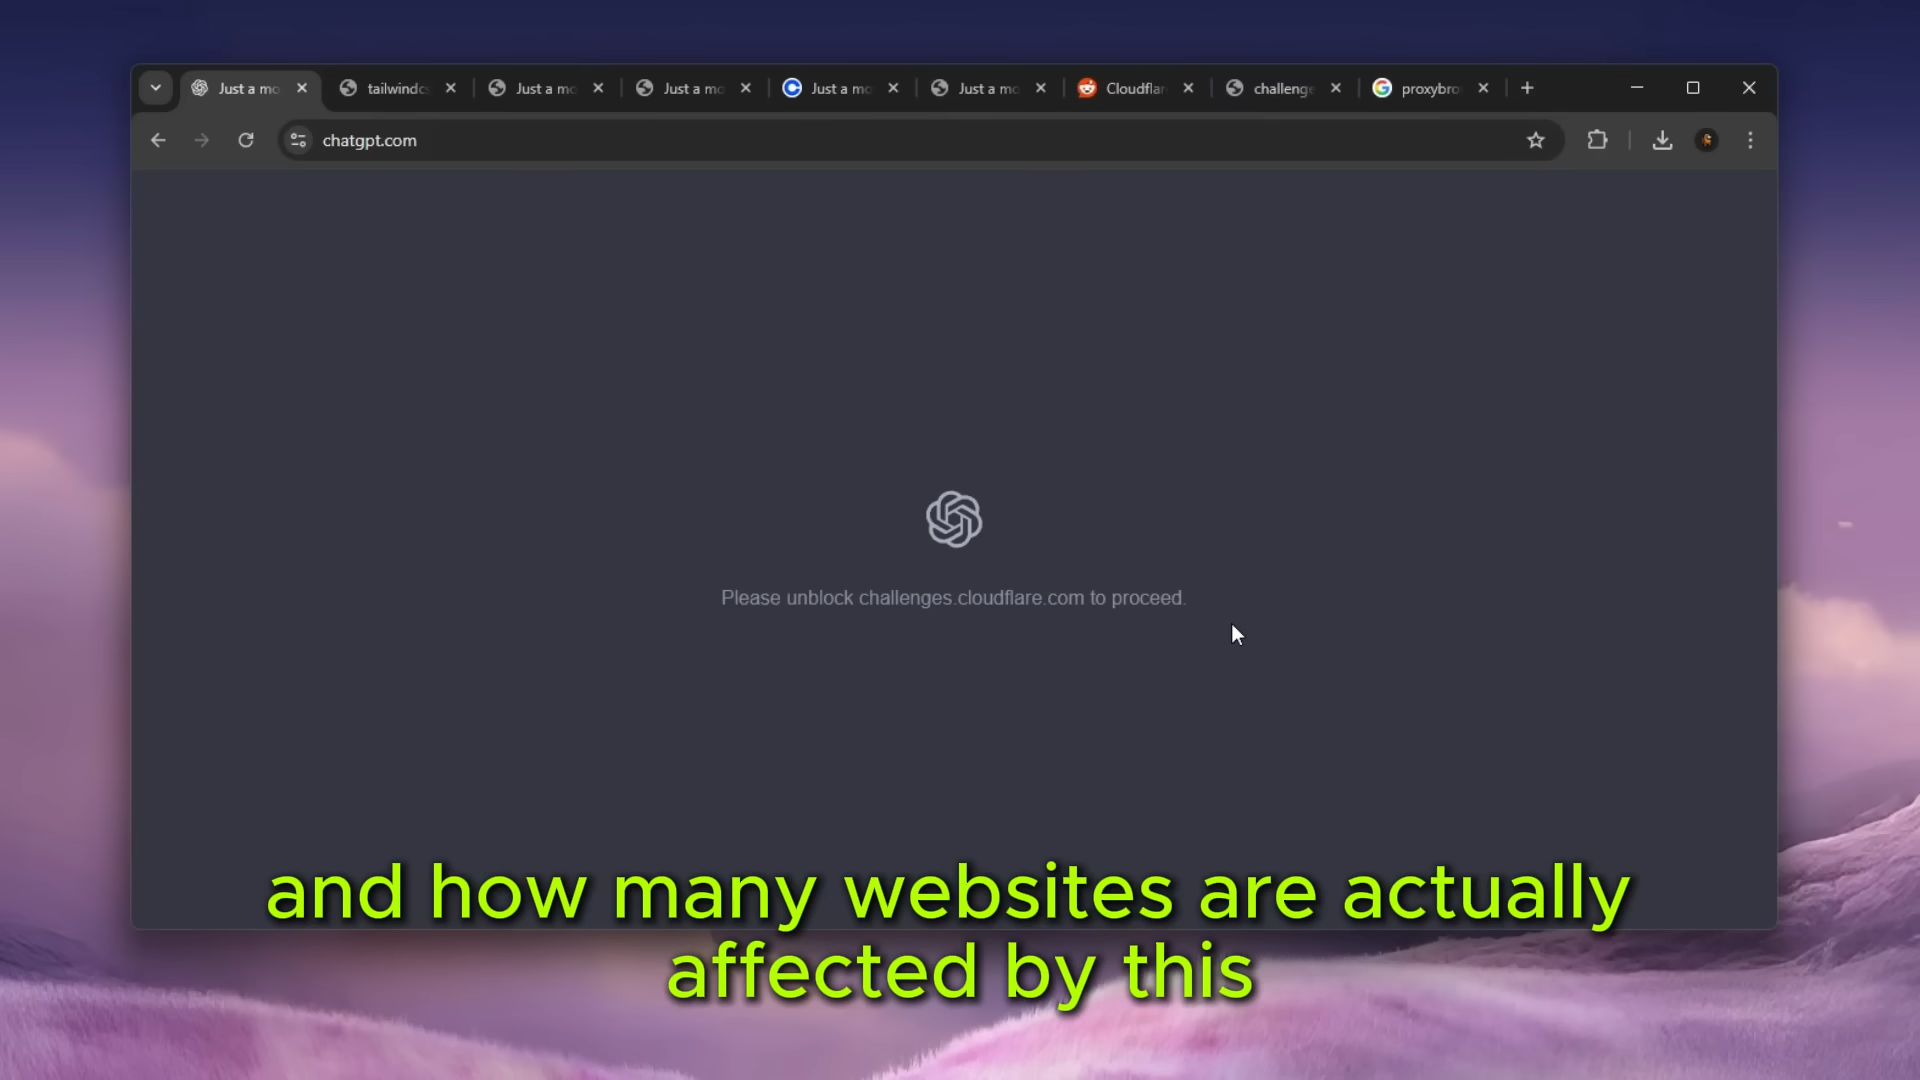 Just a mo
tailwindc
Just a mo
Just a mo
Just a mo
Just a mo
Cloudflar
challenge
proxybro
chatgpt.com
Please unblock challenges.cloudflare.com to proceed.
and how many websites are actually
affected by this